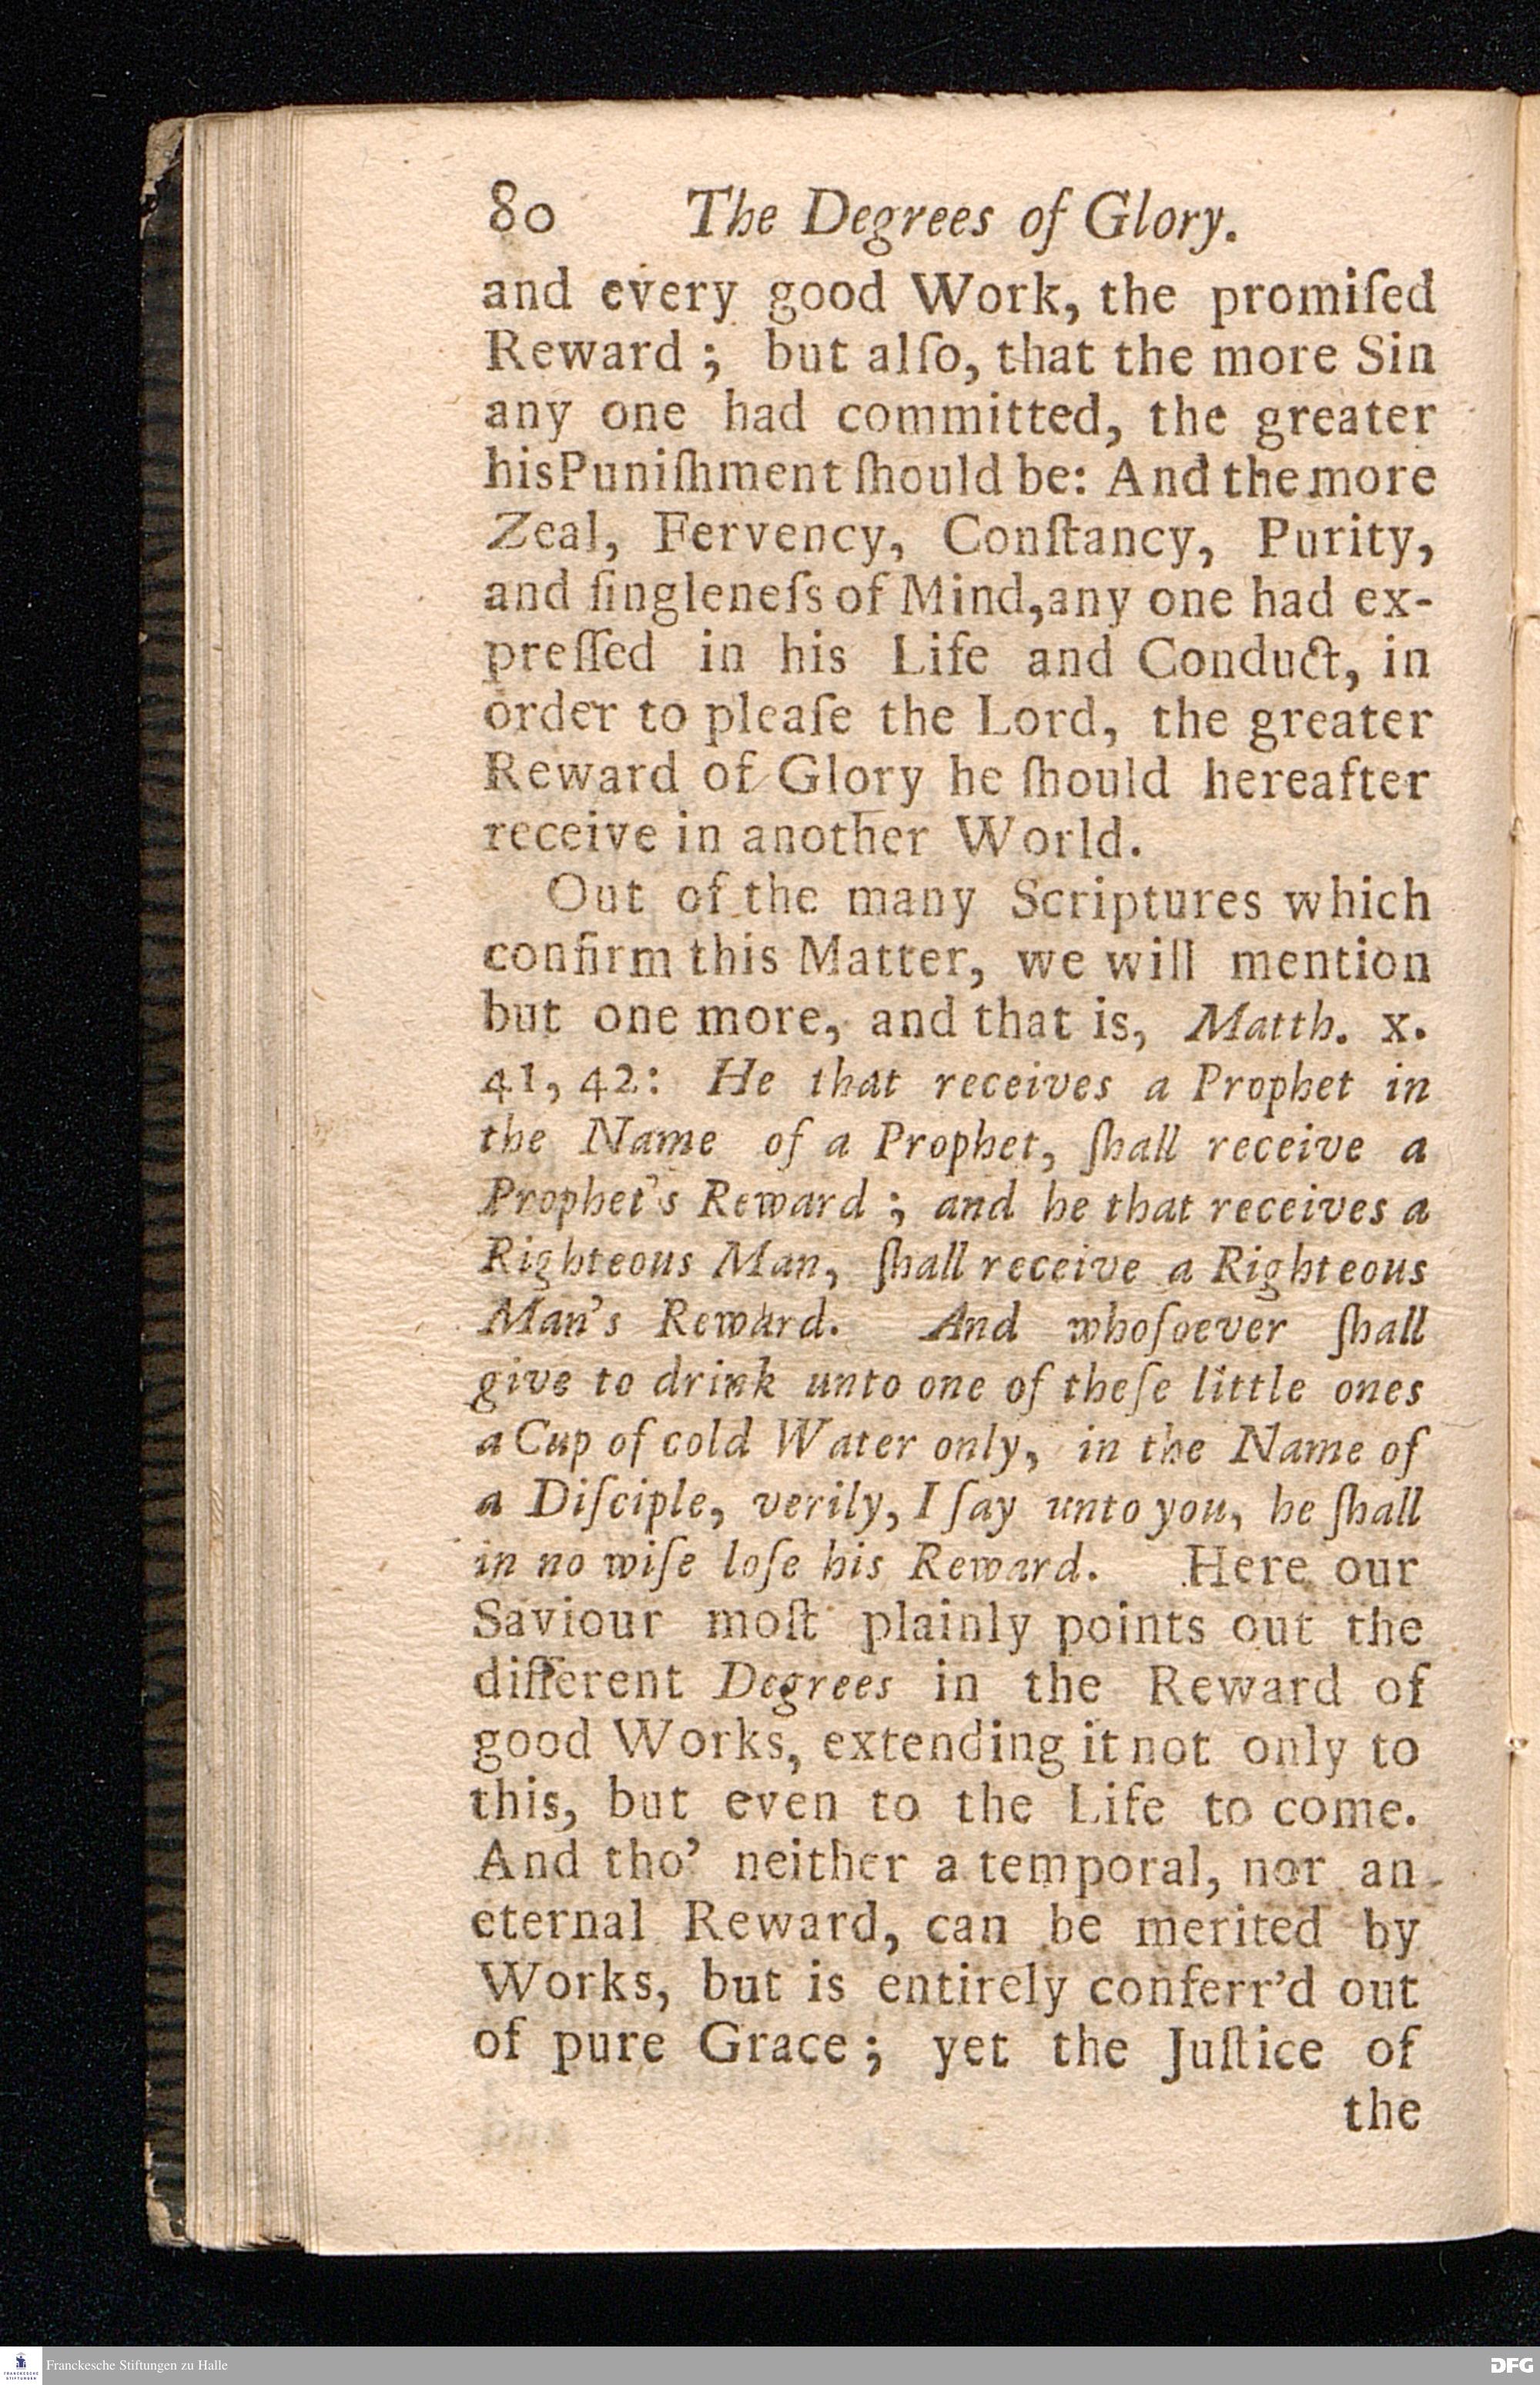 80 The Degrees of Glory.
and every good Work, the promiſed
Reward ; but alſo, that the more Sin
any one had committed, the greater
hisPuniſhment ſhould be: And the more
Zeal, Fervency, Conſtancy, Purity,
and ſingleneſs of Mind,any one had ex-
preſſed in his Life and Conduct, in
order to pleaſe the Lord, the greater
Reward of Glory he ſhould hereafter
receive in another World.
Out of the many Scriptures which
confirm this Matter, we will mention
but one more, and that is, Matth. x.
41, 42: He that receives a Prophet in
the Name of a Prophet, ſhall receive a
Prophet's Reward ; and he that receives a
Righteous Man, ſhall receive a Righteous
Man's Reward. And whoſoever ſhall
give to drink unto one of theſe little ones
a Cup of cold Water only, in the Name of
a Diſciple, verily, I ſay unto you, he ſhall
in no wiſe loſe his Reward. Here our
Saviour moſt plainly points out the
different Degrees in the Reward of
good Works, extending it not only to
this, but even to the Life to come.
And tho' neither a temporal, nor an
eternal Reward, can be merited by
Works, but is entirely conferr'd out
of pure Grace ; yet the Juſtice of
the
Franckesche Stiftungen zu Halle
DFG